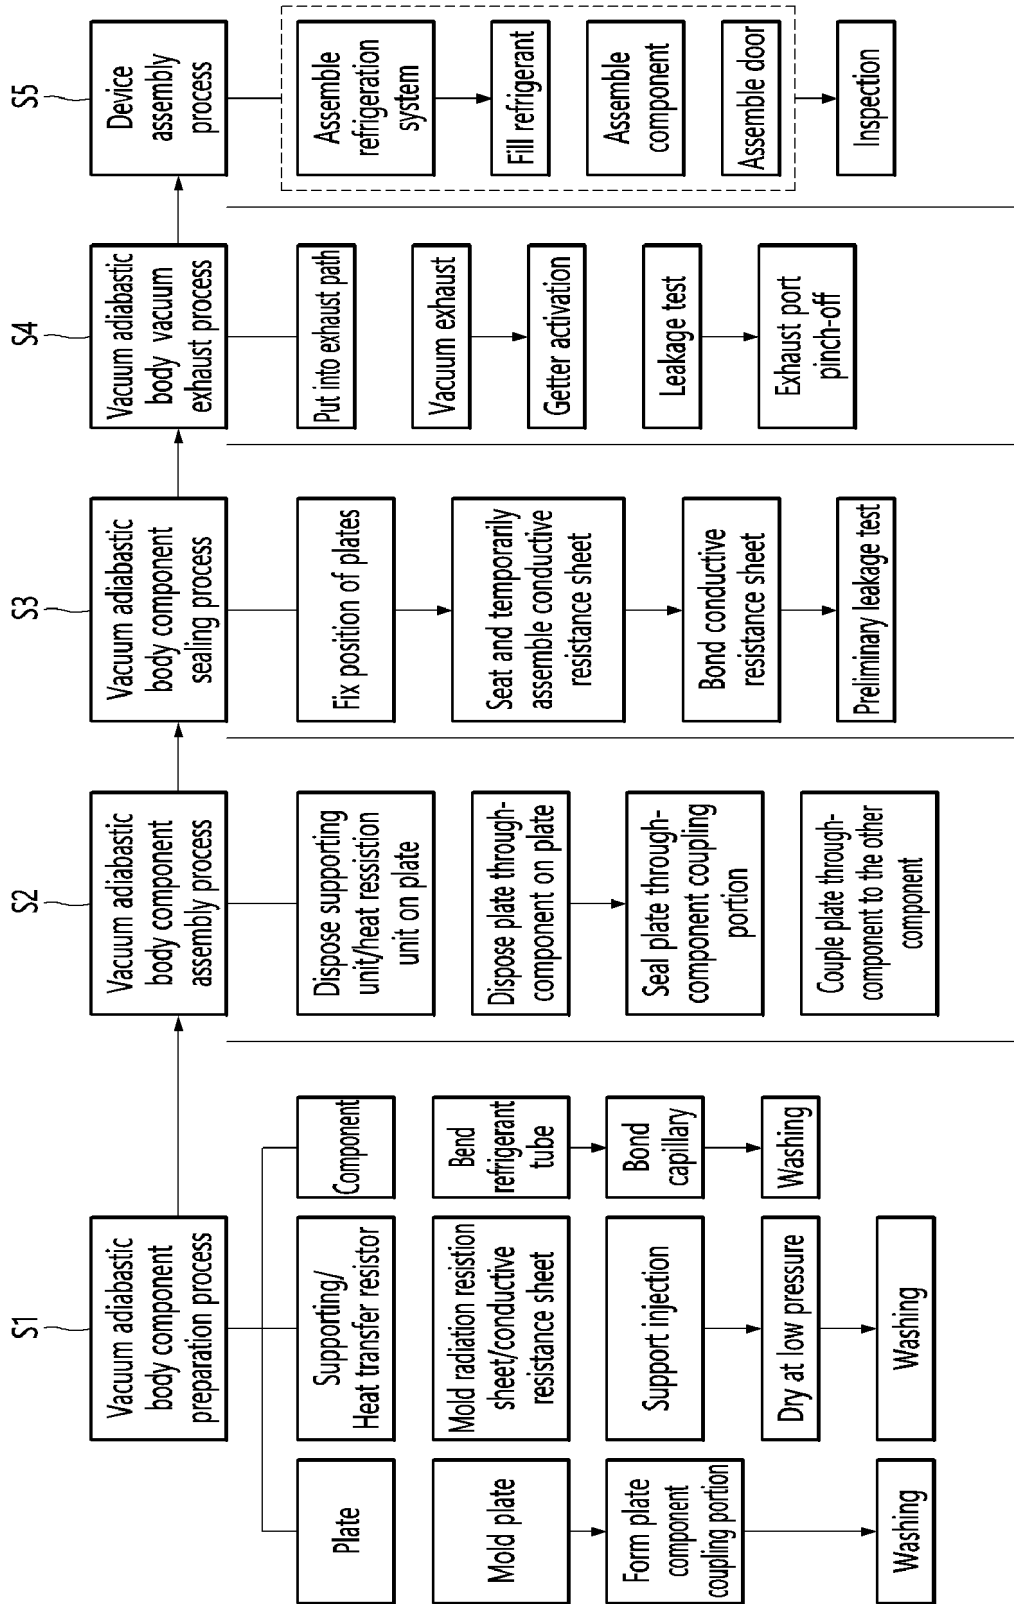 S1
Vacuum adiabastic
body component
preparation process
Plate
Mold plate
Form plate
component
coupling portion
Washing
Supporting/
Heat transfer resistor
Mold radiation resistion
sheet/conductive
resistance sheet
Support injection
Dry at low pressure
Washing
Component
Bend
refrigerant
tube
Bond
capillary
Washing
S2
Vacuum adiabastic
body component
assembly process
Dispose supporting
unit/heat ressistion
unit on plate
Dispose plate through-
component on plate
Seal plate through-
component coupling
portion
Couple plate through-
component to the other
component
S3
Vacuum adiabastic
body component
sealing process
Fix position of plates
Seat and temporarily
assemble conductive
resistance sheet
Bond conductive
resistance sheet
Preliminary leakage test
S4
Vacuum adiabastic
body vacuum
exhaust process
Put into exhaust path
Vacuum exhaust
Getter activation
Leakage test
Exhaust port
pinch-off
S5
Device
assembly
process
Assemble
refrigeration
system
Fill refrigerant
Assemble
component
Assemble door
Inspection